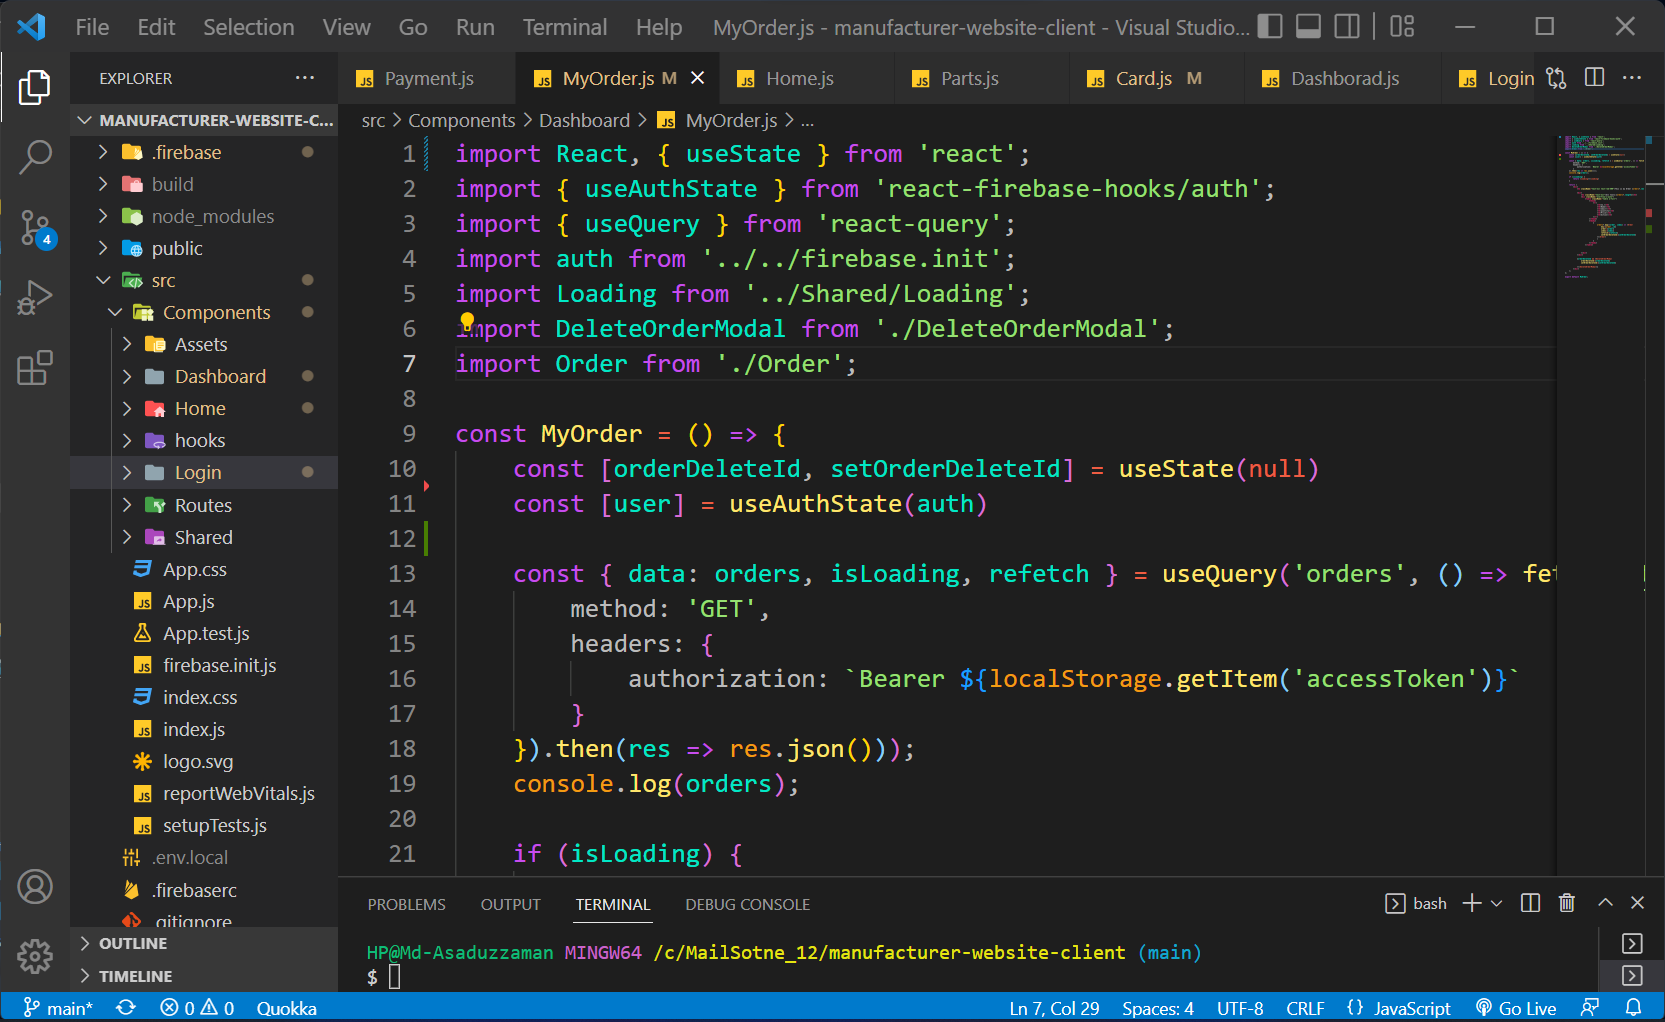 File Edit Selection View Go Run Terminal Help MyOrder.js - manufacturer-website-client - Visual Studio...
EXPLORER
Payment.js
MyOrder.js M
Home.js
Parts.js
Card.js M
Dashborad.js
Login
MANUFACTURER-WEBSITE-C...
.firebase
build
node_modules
public
src
Components
Assets
Dashboard
Home
hooks
Login
Routes
Shared
App.css
App.js
App.test.js
firebase.init.js
index.css
index.js
logo.svg
reportWebVitals.js
setupTests.js
.env.local
.firebaserc
.gitignore
OUTLINE
TIMELINE
4
src > Components > Dashboard > MyOrder.js > ...
1 import React, { useState } from 'react';
2 import { useAuthState } from 'react-firebase-hooks/auth';
3 import { useQuery } from 'react-query';
4 import auth from '../../firebase.init';
5 import Loading from '../Shared/Loading';
6 import DeleteOrderModal from './DeleteOrderModal';
7 import Order from './Order';
8
9 const MyOrder = () => {
10 const [orderDeleteId, setOrderDeleteId] = useState(null)
11 const [user] = useAuthState(auth)
12
13 const { data: orders, isLoading, refetch } = useQuery('orders', () => fet
14 method: 'GET',
15 headers: {
16 authorization: `Bearer ${localStorage.getItem('accessToken')}`
17 }
18 }).then(res => res.json()));
19 console.log(orders);
20
21 if (isLoading) {
PROBLEMS OUTPUT TERMINAL DEBUG CONSOLE bash
HP@Md-Asaduzzaman MINGW64 /c/MailSotne_12/manufacturer-website-client (main)
$
main* 0 0 Quokka Ln 7, Col 29 Spaces: 4 UTF-8 CRLF {} JavaScript Go Live